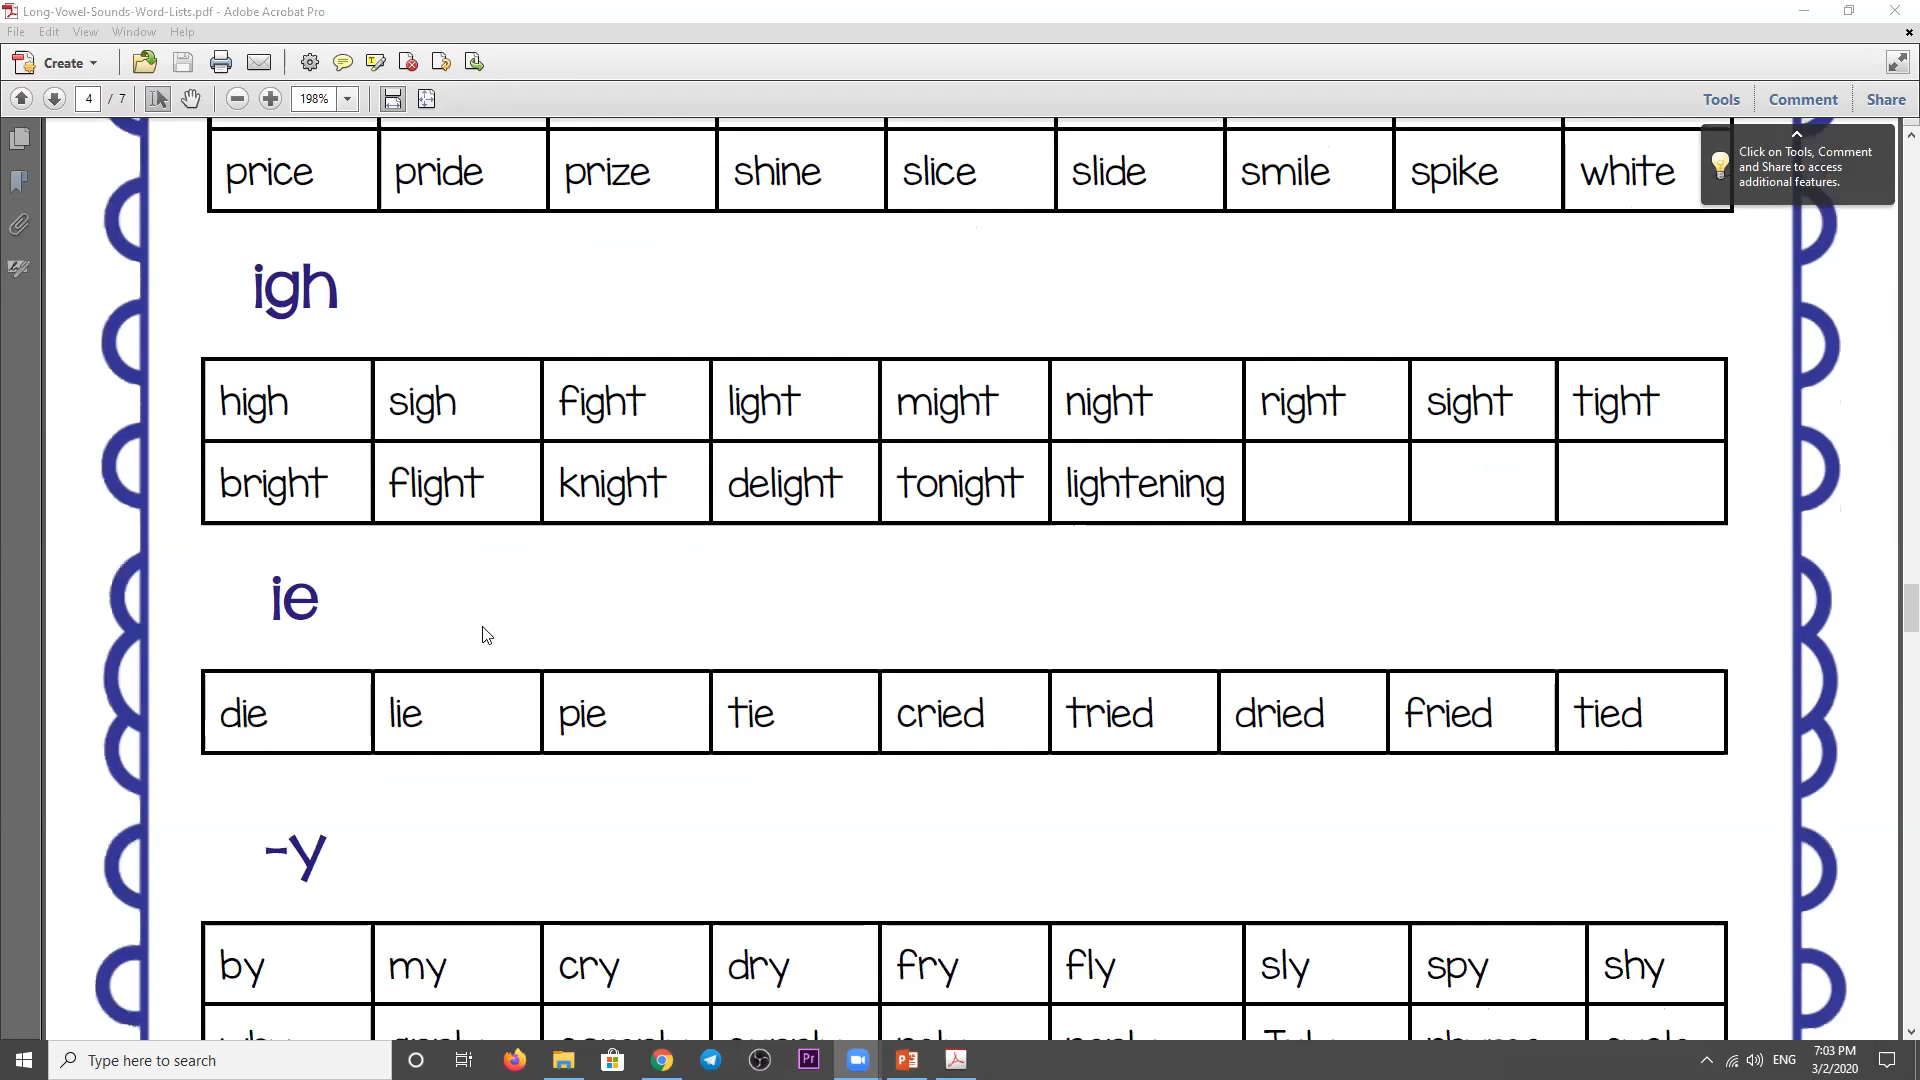 Long-Vowel-Sounds-Word-Lists.pdf - Adobe Acrobat Pro
File Edit View Window Help
Create
4 / 7 198% Tools Comment Share
Click on Tools, Comment
and Share to access
additional features.
price pride prize shine slice slide smile spike white
igh
high sigh fight light might night right sight tight
bright flight knight delight tonight lightening
ie
die lie pie tie cried tried dried fried tied
-y
by my cry dry fry fly sly spy shy
Type here to search
Pr
ENG
7:03 PM
3/2/2020